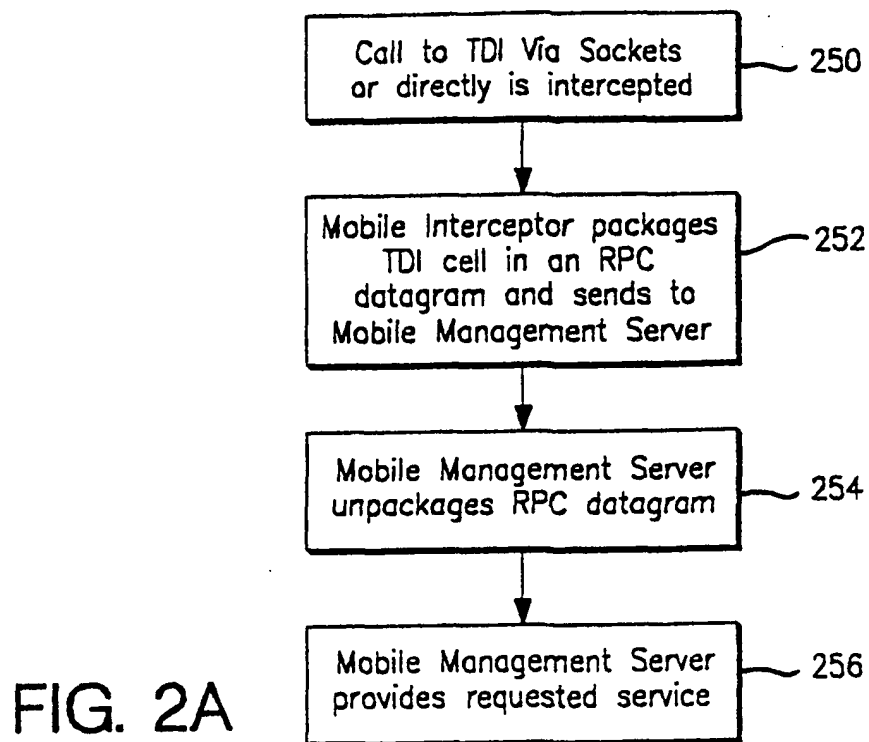 Call to TDI Via Sockets
or directly is intercepted
250
Mobile Interceptor packages
TDI cell in an RPC
datagram and sends to
Mobile Management Server
252
Mobile Management Server
unpackages RPC datagram
254
Mobile Management Server
provides requested service
256
FIG. 2A